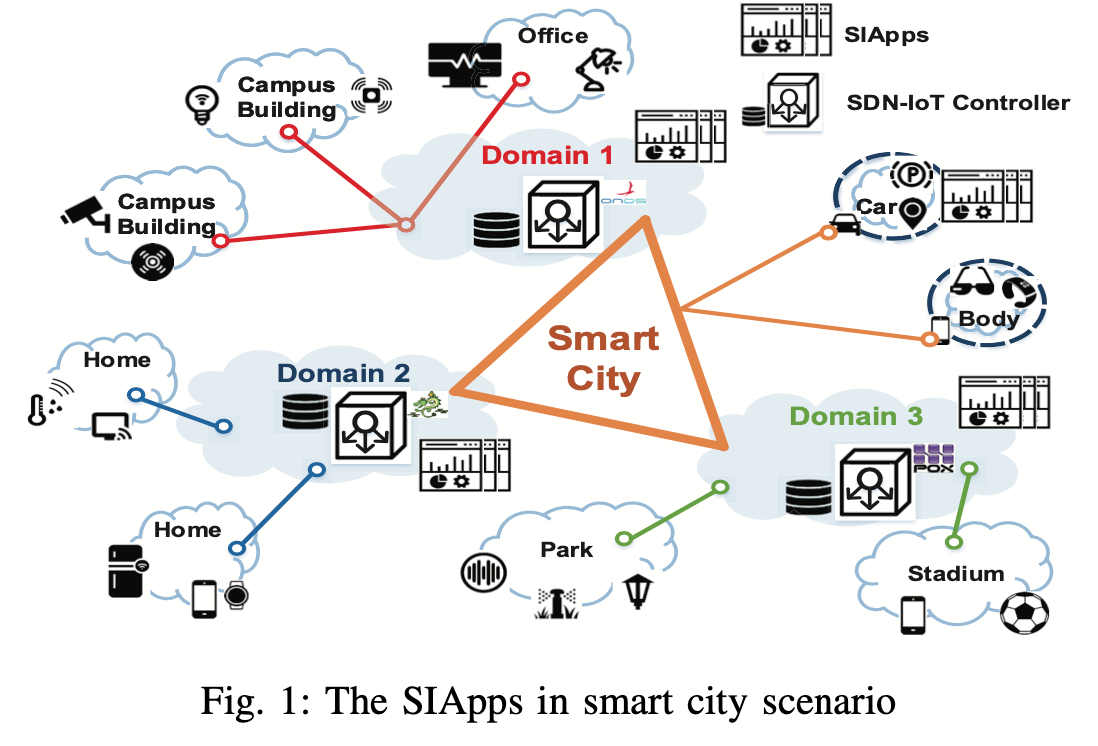 Office
SIApps
Campus
Building
SDN-IoT Controller
Domain 1
onos
Campus
Building
P
Car
Body
Home
Smart
City
Domain 2
Domain 3
POX
Home
Park
Stadium
Fig. 1: The SIApps in smart city scenario